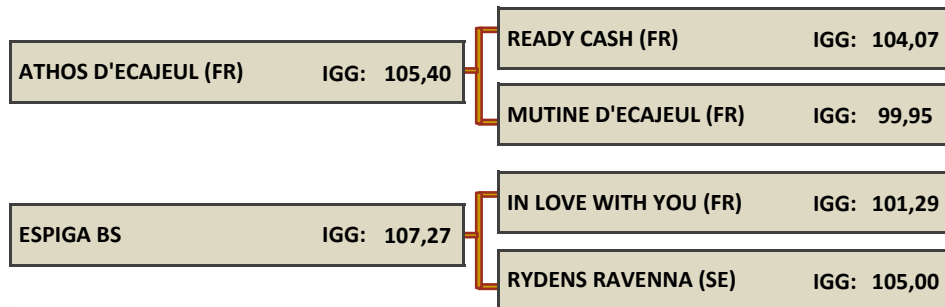 READY CASH (FR) IGG: 104,07
ATHOS D'ECAJEUL (FR) IGG: 105,40
MUTINE D'ECAJEUL (FR) IGG: 99,95
IN LOVE WITH YOU (FR) IGG: 101,29
ESPIGA BS IGG: 107,27
RYDENS RAVENNA (SE) IGG: 105,00